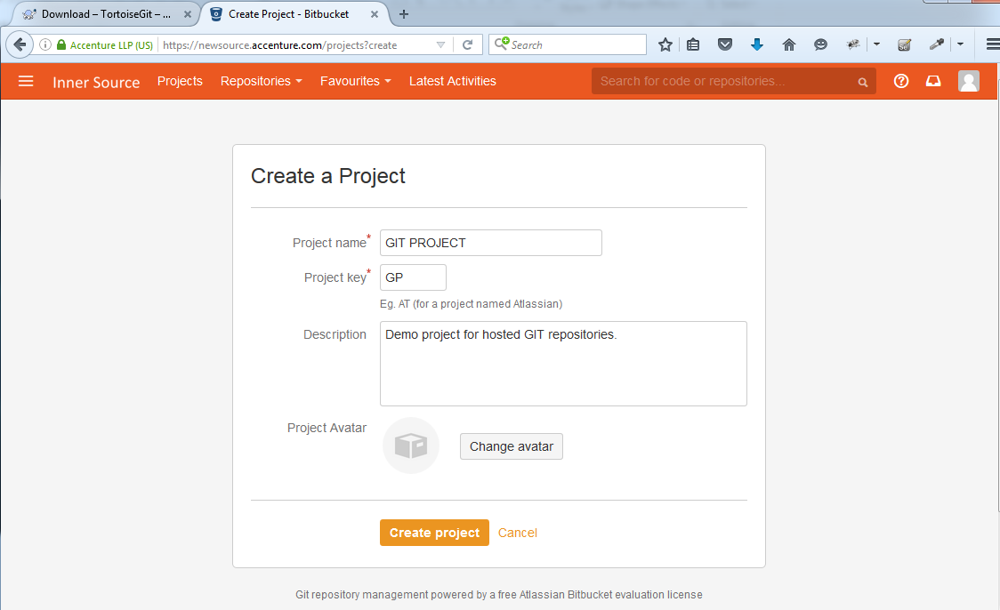 Download – TortoiseGit – ...
Create Project - Bitbucket
Accenture LLP (US)
https://newsource.accenture.com/projects?create
Search
Inner Source
Projects
Repositories
Favourites
Latest Activities
Search for code or repositories...
Create a Project
Project name*
GIT PROJECT
Project key*
GP
Eg. AT (for a project named Atlassian)
Description
Demo project for hosted GIT repositories.
Project Avatar
Change avatar
Create project
Cancel
Git repository management powered by a free Atlassian Bitbucket evaluation license